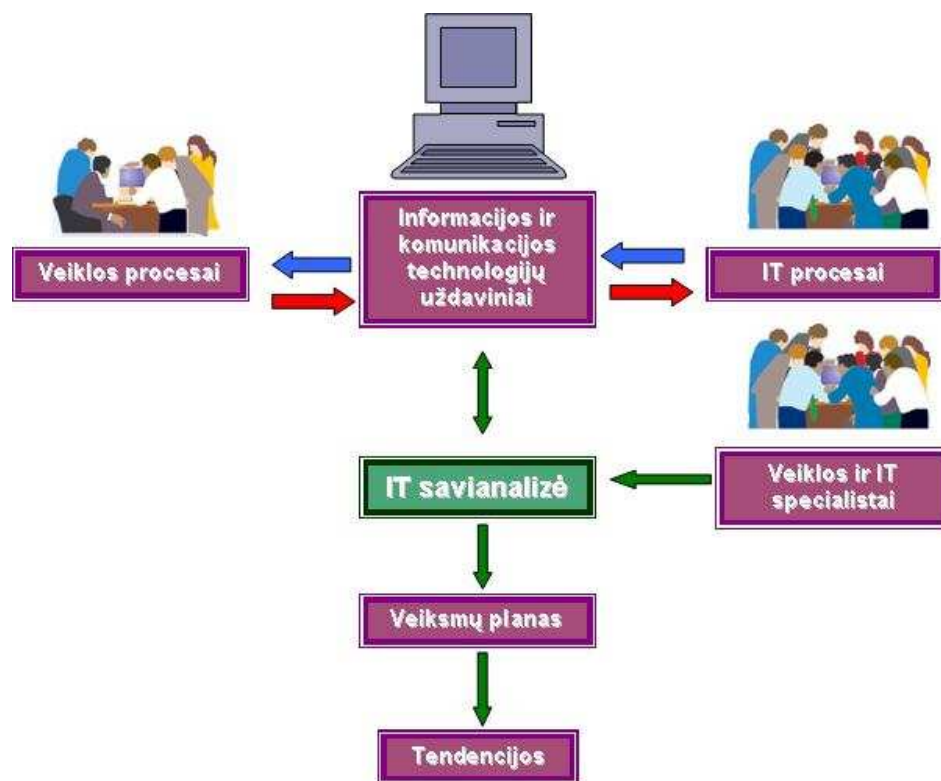 Informacijos ir
komunikacijos
technologijų
uždaviniai
Veiklos procesai
IT procesai
IT savianalizė
Veiklos ir IT
specialistai
Veiksmų planas
Tendencijos